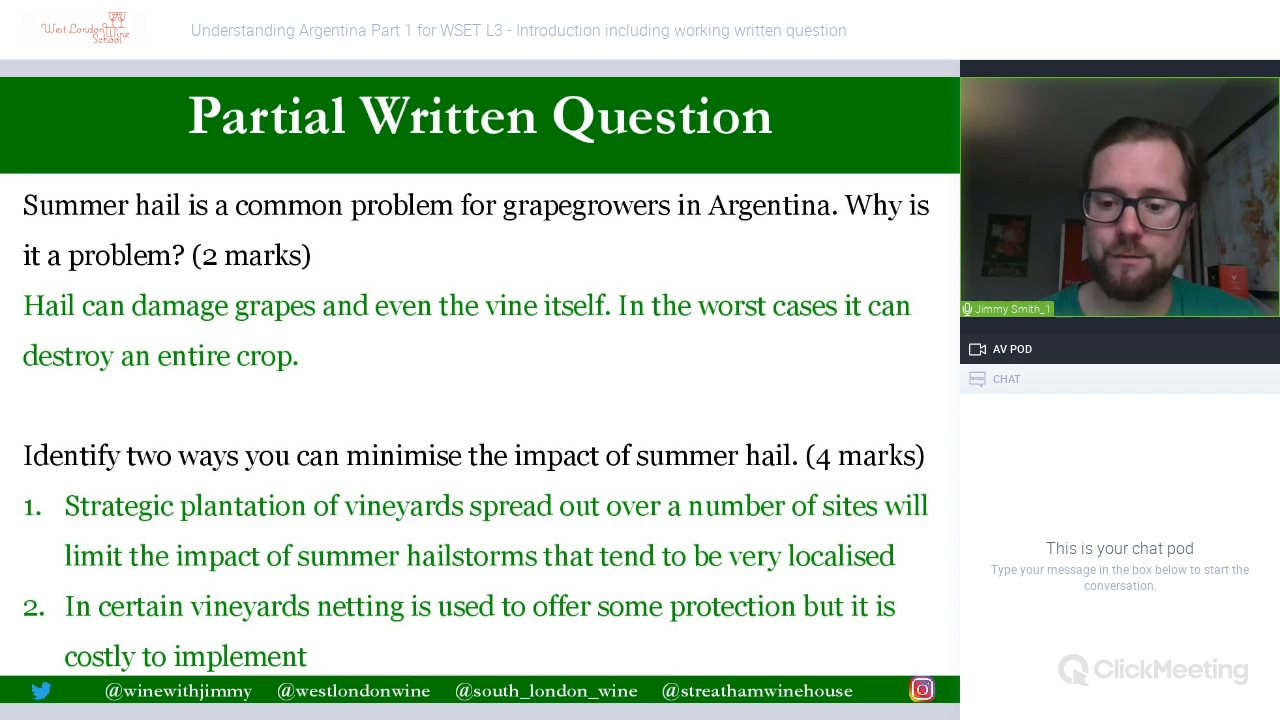 West London Wine School
Understanding Argentina Part 1 for WSET L3 - Introduction including working written question
Partial Written Question
Summer hail is a common problem for grapegrowers in Argentina. Why is
it a problem? (2 marks)
Hail can damage grapes and even the vine itself. In the worst cases it can
destroy an entire crop.
Identify two ways you can minimise the impact of summer hail. (4 marks)
1. Strategic plantation of vineyards spread out over a number of sites will
limit the impact of summer hailstorms that tend to be very localised
2. In certain vineyards netting is used to offer some protection but it is
costly to implement
@winewithjimmy @westlondonwine @south_london_wine @streathamwinehouse
Jimmy Smith_1
AV POD
CHAT
This is your chat pod
Type your message in the box below to start the
conversation.
ClickMeeting